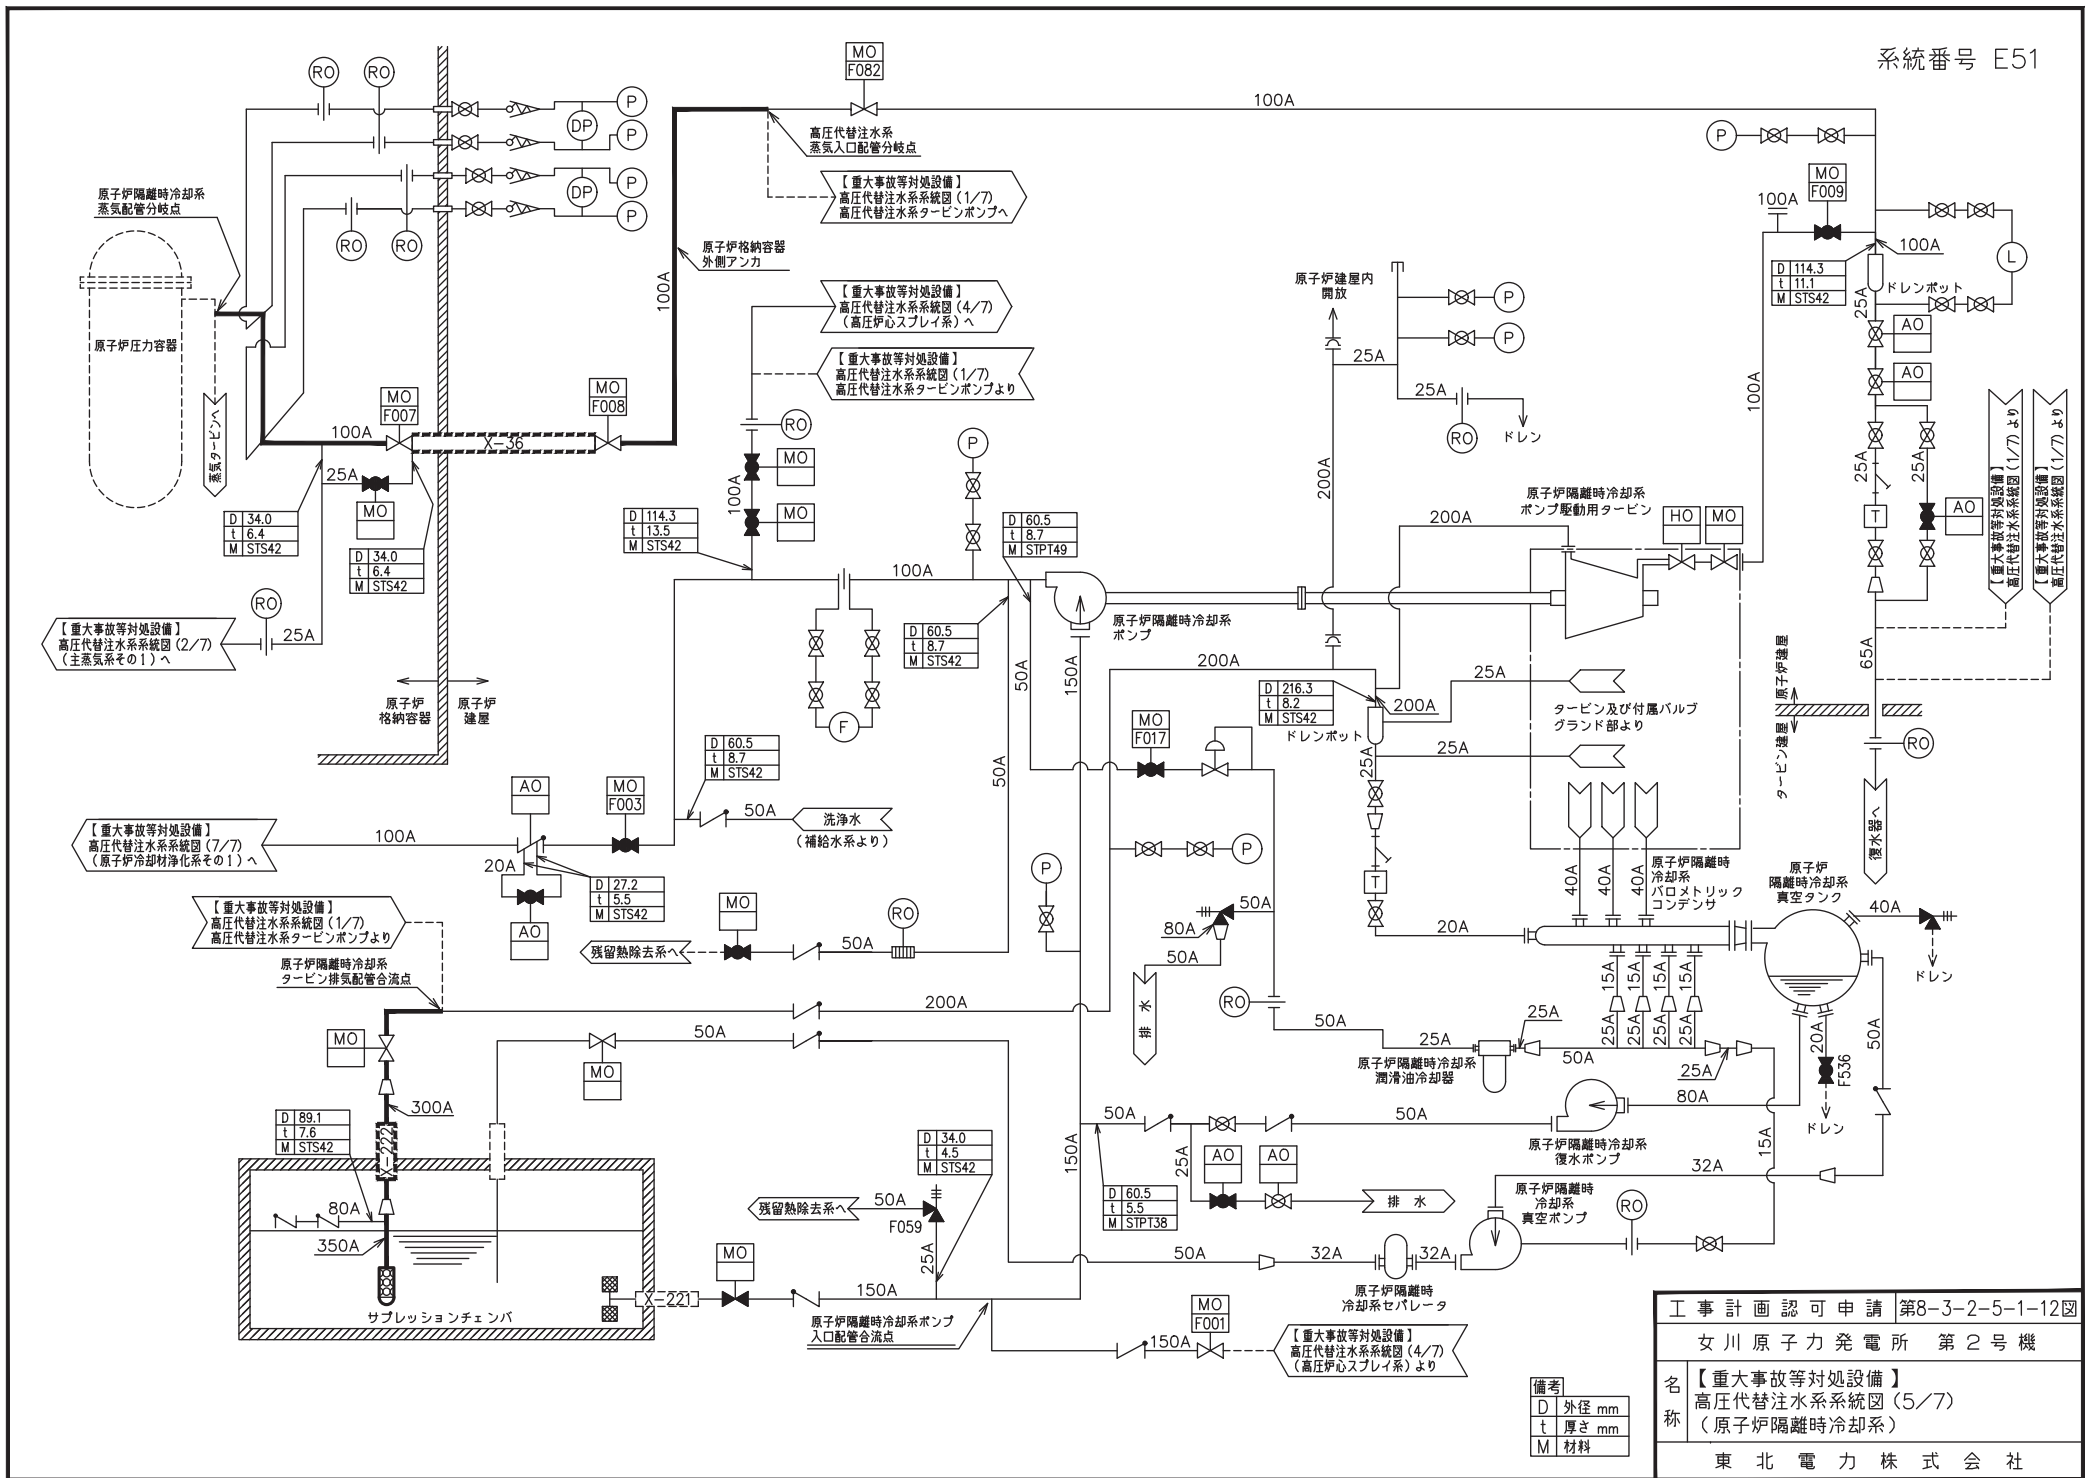 系統番号 E51
MO
F082
RO
RO
P
DP
P
P
DP
P
RO
RO
100A
高圧代替注水系
蒸気入口配管分岐点
【重大事故等対処設備】
高圧代替注水系系統図(1/7)
高圧代替注水系タービンポンプへ
原子炉隔離時冷却系
蒸気配管分岐点
原子炉圧力容器
蒸気タービンへ
原子炉格納容器
外側アンカ
100A
【重大事故等対処設備】
高圧代替注水系系統図(4/7)
(高圧炉心スプレイ系)へ
【重大事故等対処設備】
高圧代替注水系系統図(1/7)
高圧代替注水系タービンポンプより
P
MO
F009
100A
100A
L
D 114.3
t 11.1
M STS42
ドレンポット
25A
AO
AO
原子炉建屋内
開放
P
P
25A
25A
RO
ドレン
100A
100A
MO
F007
X-36
MO
F008
25A
MO
D 34.0
t 6.4
M STS42
D 34.0
t 6.4
M STS42
RO
25A
【重大事故等対処設備】
高圧代替注水系系統図(2/7)
(主蒸気系その1)へ
原子炉
格納容器
原子炉
建屋
RO
MO
100A
MO
P
D 114.3
t 13.5
M STS42
D 60.5
t 8.7
M STPT49
100A
F
D 60.5
t 8.7
M STS42
50A
150A
原子炉隔離時冷却系
ポンプ
200A
200A
原子炉隔離時冷却系
ポンプ駆動用タービン
HO
MO
25A
25A
T
AO
【重大事故等対処設備】
高圧代替注水系系統図(1/7)より
【重大事故等対処設備】
高圧代替注水系系統図(1/7)より
65A
原子炉建屋
タービン建屋
RO
復水器へ
200A
25A
D 216.3
t 8.2
M STS42
200A
ドレンポット
25A
25A
タービン及び付属バルブ
グランド部より
MO
F017
D 60.5
t 8.7
M STS42
50A
AO
MO
F003
50A
洗浄水
(補給水系より)
【重大事故等対処設備】
高圧代替注水系系統図(7/7)
(原子炉冷却材浄化系その1)へ
100A
20A
AO
D 27.2
t 5.5
M STS42
P
P
T
40A
40A
40A
原子炉隔離時
冷却系
バロメトリック
コンデンサ
原子炉
隔離時冷却系
真空タンク
40A
ドレン
【重大事故等対処設備】
高圧代替注水系系統図(1/7)
高圧代替注水系タービンポンプより
MO
RO
残留熱除去系へ
50A
50A
80A
50A
排水
20A
原子炉隔離時冷却系
タービン排気配管合流点
200A
RO
15A
15A
15A
15A
25A
25A
25A
25A
20A
F536
ドレン
50A
MO
MO
50A
50A
25A
25A
50A
25A
原子炉隔離時冷却系
潤滑油冷却器
300A
D 89.1
t 7.6
M STS42
X-222
80A
350A
サプレッションチェンバ
80A
原子炉隔離時冷却系
復水ポンプ
50A
50A
25A
AO
AO
排水
15A
32A
D 34.0
t 4.5
M STS42
150A
D 60.5
t 5.5
M STPT38
残留熱除去系へ
50A
F059
25A
原子炉隔離時
冷却系
真空ポンプ
RO
50A
32A
32A
原子炉隔離時
冷却系セパレータ
X-221
MO
150A
原子炉隔離時冷却系ポンプ
入口配管合流点
150A
MO
F001
【重大事故等対処設備】
高圧代替注水系系統図(4/7)
(高圧炉心スプレイ系)より
備考
D 外径 mm
t 厚さ mm
M 材料
工事計画認可申請 第8-3-2-5-1-12図
女川原子力発電所 第2号機
名称
【重大事故等対処設備】
高圧代替注水系系統図(5/7)
(原子炉隔離時冷却系)
東北電力株式会社